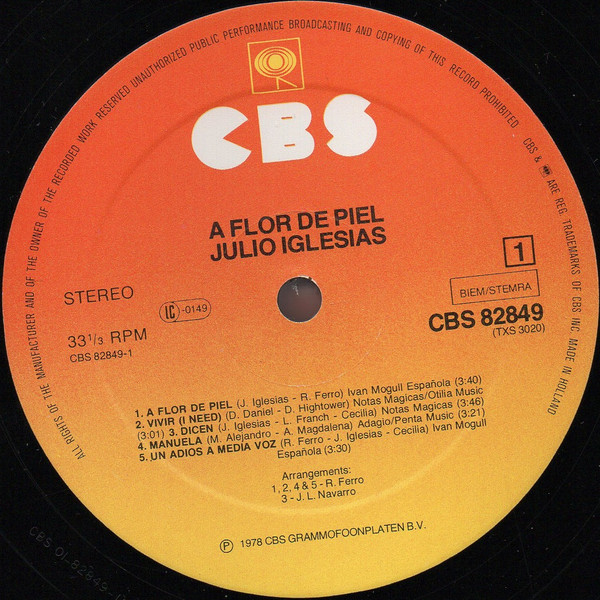 ALL RIGHTS OF THE MANUFACTURER AND OF THE OWNER OF THE RECORDED WORK RESERVED UNAUTHORIZED PUBLIC PERFORMANCE BROADCASTING AND COPYING OF THIS RECORD PROHIBITED. CBS & ARE REG. TRADEMARKS OF CBS INC. MADE IN HOLLAND
CBS
A FLOR DE PIEL
JULIO IGLESIAS
1
STEREO
LC -0149
BIEM/STEMRA
33 1/3 RPM
CBS 82849-1
CBS 82849
(TXS 3020)
1. A FLOR DE PIEL (J. Iglesias - R. Ferro) Ivan Mogull Española (3:40)
2. VIVIR (I NEED) (D. Daniel - D. Hightower) Notas Magicas/Otilia Music
(3:01) 3. DICEN (J. Iglesias - L. Franch - Cecilia) Notas Magicas (3:46)
4. MANUELA (M. Alejandro - A. Magdalena) Adagio/Penta Music (3:21)
5. UN ADIOS A MEDIA VOZ (R. Ferro - J. Iglesias - Cecilia) Ivan Mogull
Española (3:30)
Arrangements:
1, 2, 4 & 5 - R. Ferro
3 - J. L. Navarro
Ⓟ 1978 CBS GRAMMOFOONPLATEN B.V.